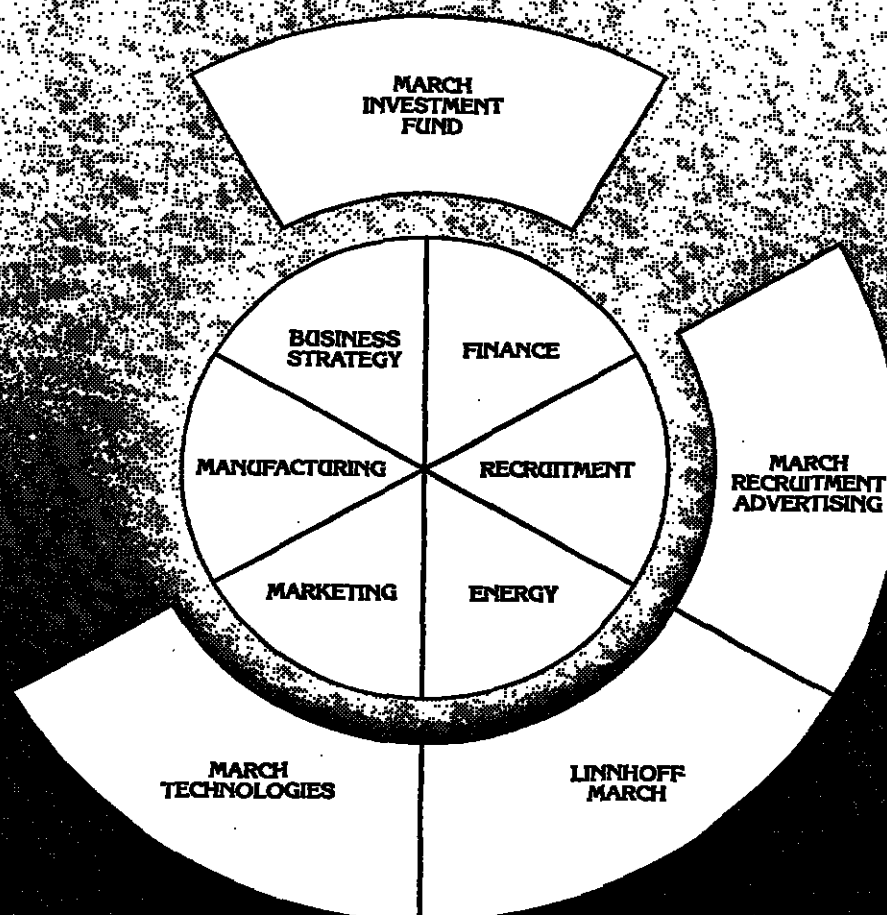 MARCH
INVESTMENT
FUND
BUSINESS
STRATEGY
FINANCE
MANUFACTURING
RECRUITMENT
MARCH
RECRUITMENT
ADVERTISING
MARKETING
ENERGY
MARCH
TECHNOLOGIES
LINNHOFF
MARCH